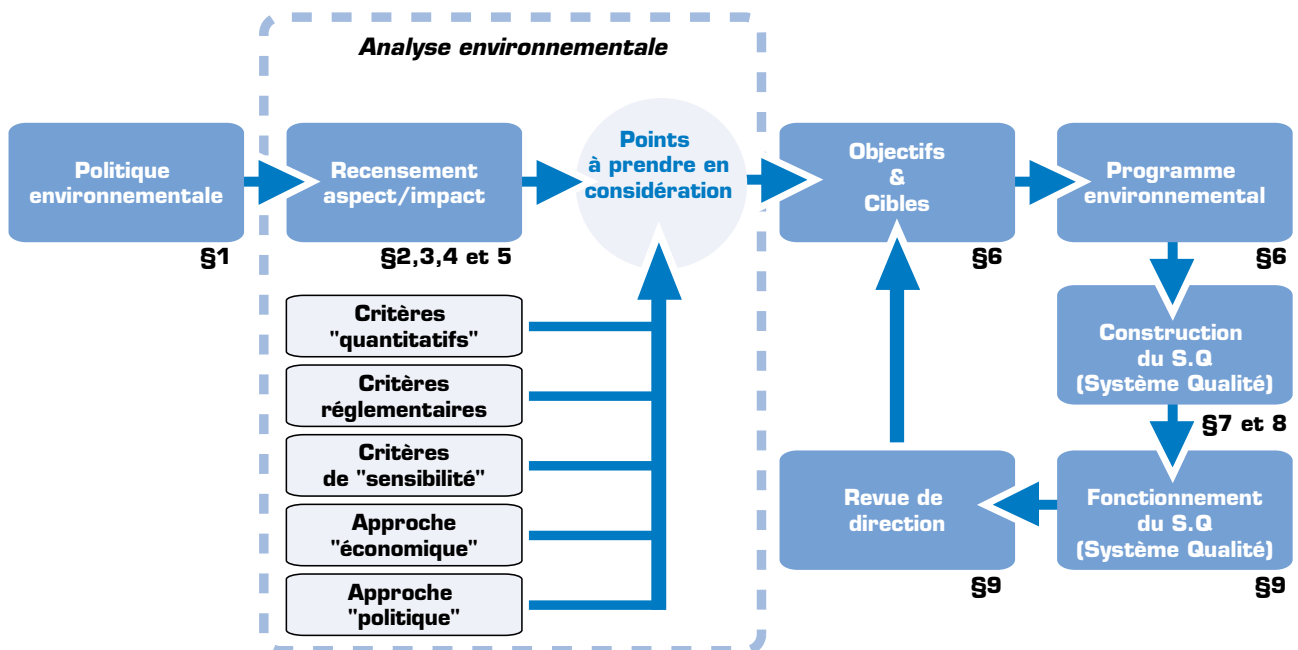 Analyse environnementale
Politique
environnementale
§1
Recensement
aspect/impact
§2,3,4 et 5
Points
à prendre en
considération
Critères
"quantitatifs"
Critères
réglementaires
Critères
de "sensibilité"
Approche
"économique"
Approche
"politique"
Objectifs
&
Cibles
§6
Programme
environnemental
§6
Construction
du S.Q
(Système Qualité)
§7 et 8
Fonctionnement
du S.Q
(Système Qualité)
§9
Revue de
direction
§9